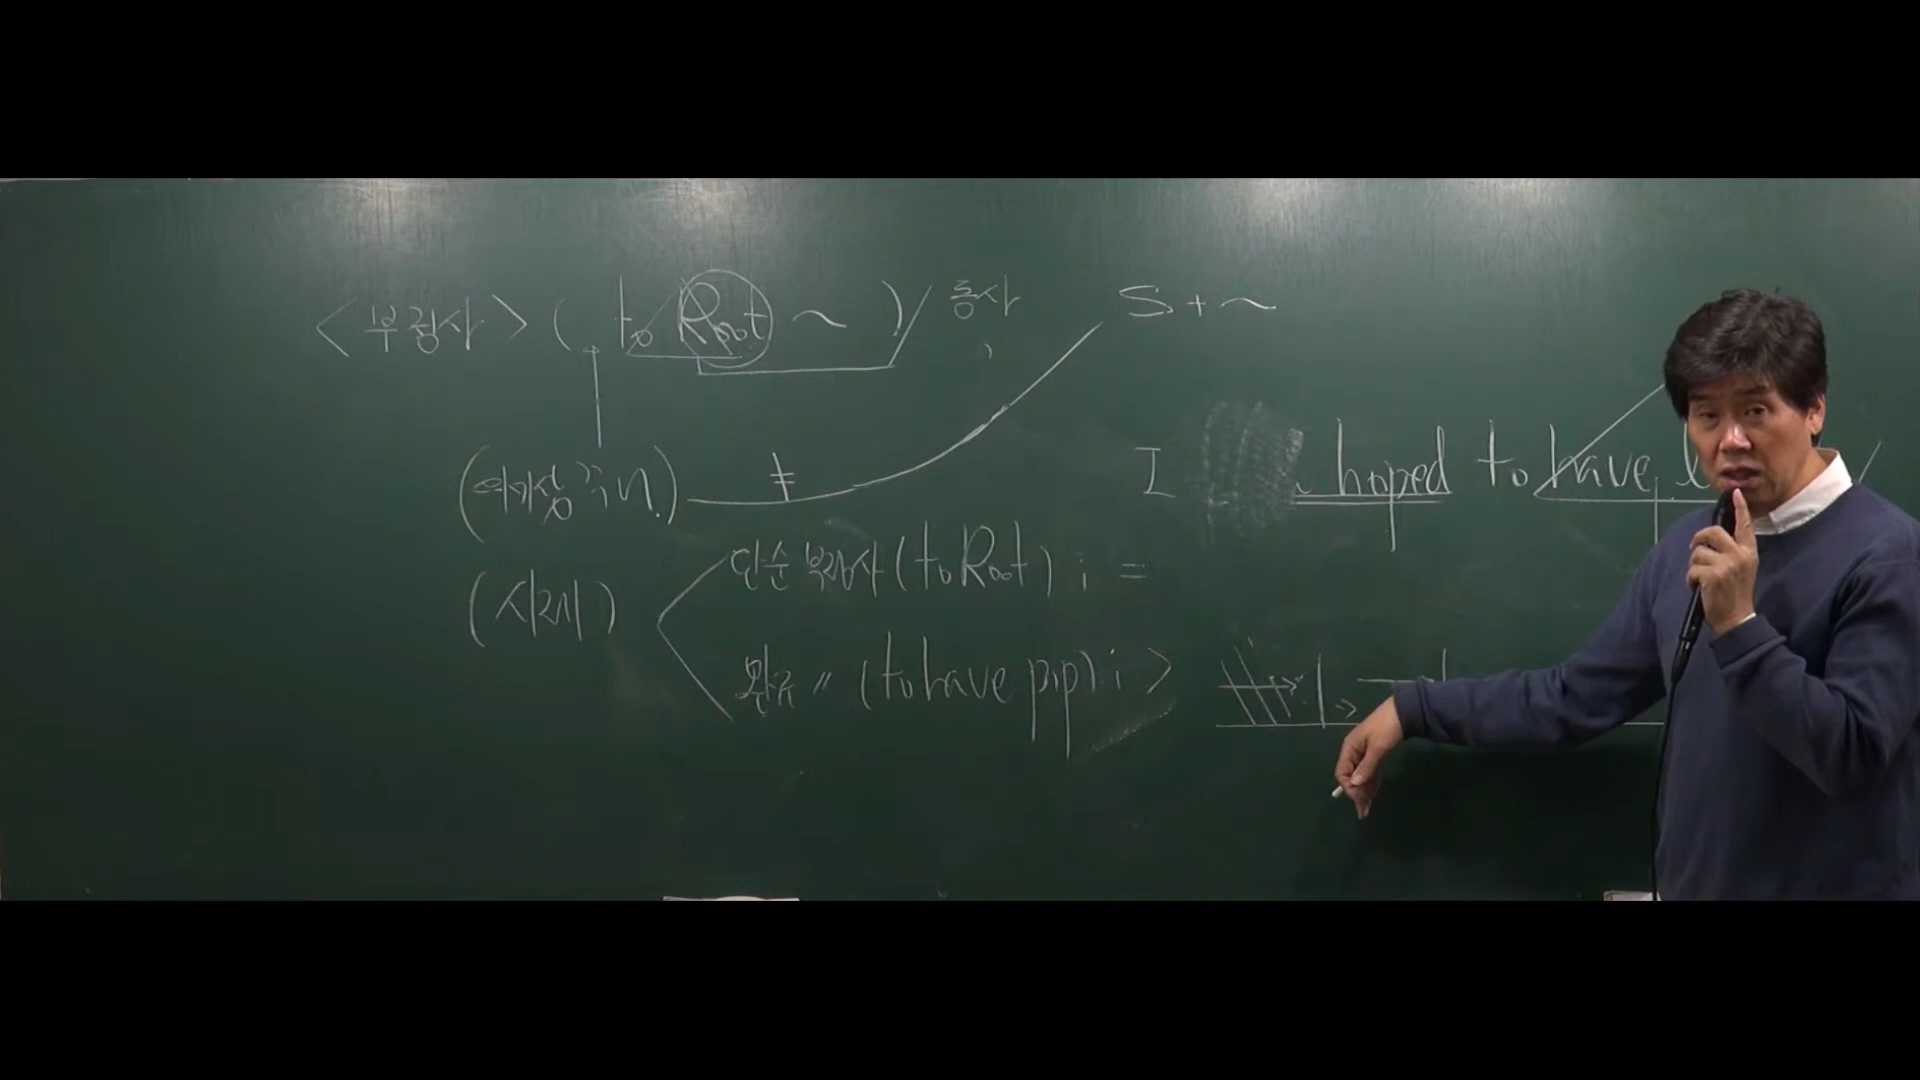 <부정사> ( to Root ~ ) 동사 S + ~
I hoped to have
(의미상 주어)
(시제) 단순 부정사 (to Root) ; =
완료 〃 (to have p.p) ; >